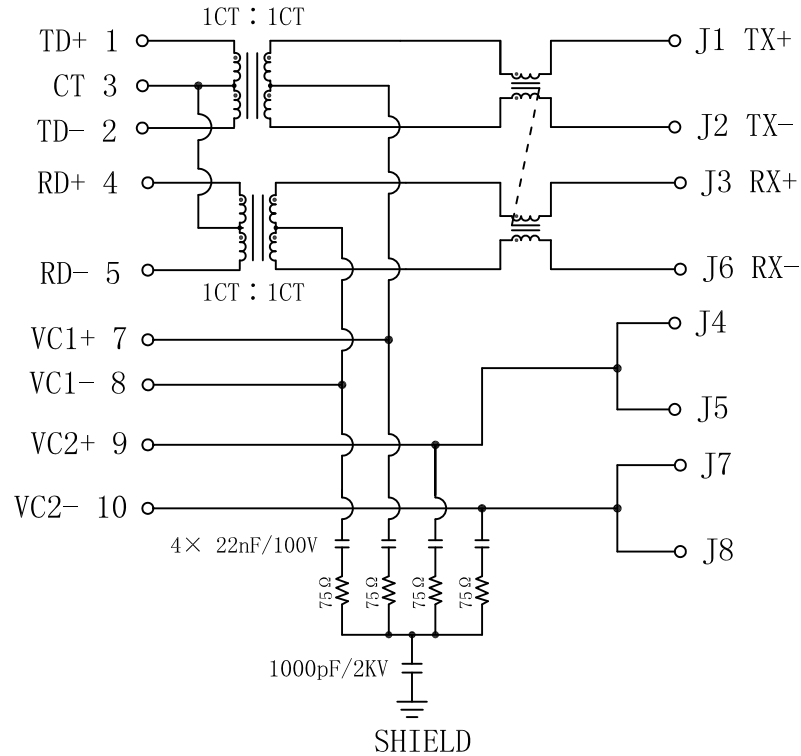 1CT : 1CT
TD+ 1
J1 TX+
CT 3
TD- 2
J2 TX-
RD+ 4
J3 RX+
RD- 5
J6 RX-
1CT : 1CT
VC1+ 7
J4
VC1- 8
J5
VC2+ 9
J7
VC2- 10
4× 22nF/100V
J8
75Ω
75Ω
75Ω
75Ω
1000pF/2KV
SHIELD